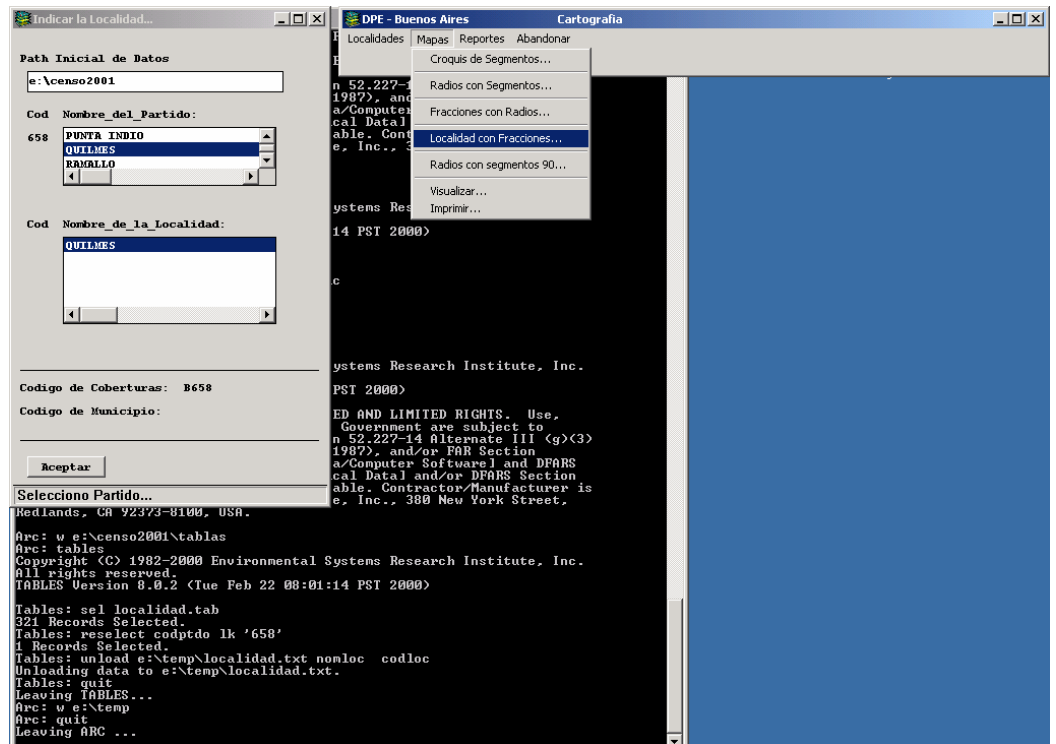 Indicar la Localidad...
Path Inicial de Datos
e:\censo2001
Cod Nombre_del_Partido:
658
PUNTA INDIO
QUILMES
RAMALLO
Cod Nombre_de_la_Localidad:
QUILMES
Codigo de Coberturas: B658
Codigo de Municipio:
Aceptar
Selecciono Partido...
DPE - Buenos Aires Cartografia
Localidades Mapas Reportes Abandonar
Croquis de Segmentos...
Radios con Segmentos...
Fracciones con Radios...
Localidad con Fracciones...
Radios con segmentos 90...
Visualizar...
Imprimir...
n 52.227-1
1987), and
a/Computer
cal Data]
able. Cont
e, Inc., 3
ystems Res
14 PST 2000)
c
ystems Research Institute, Inc.
PST 2000)
ED AND LIMITED RIGHTS. Use,
Government are subject to
n 52.227-14 Alternate III (g)(3)
1987), and/or FAR Section
a/Computer Software] and DFARS
cal Data] and/or DFARS Section
able. Contractor/Manufacturer is
e, Inc., 380 New York Street,
Redlands, CA 92373-8100, USA.
Arc: w e:\censo2001\tablas
Arc: tables
Copyright (C) 1982-2000 Environmental Systems Research Institute, Inc.
All rights reserved.
TABLES Version 8.0.2 (Tue Feb 22 08:01:14 PST 2000)
Tables: sel localidad.tab
321 Records Selected.
Tables: reselect codptdo lk '658'
1 Records Selected.
Tables: unload e:\temp\localidad.txt nomloc codloc
Unloading data to e:\temp\localidad.txt.
Tables: quit
Leaving TABLES...
Arc: w e:\temp
Arc: quit
Leaving ARC ...